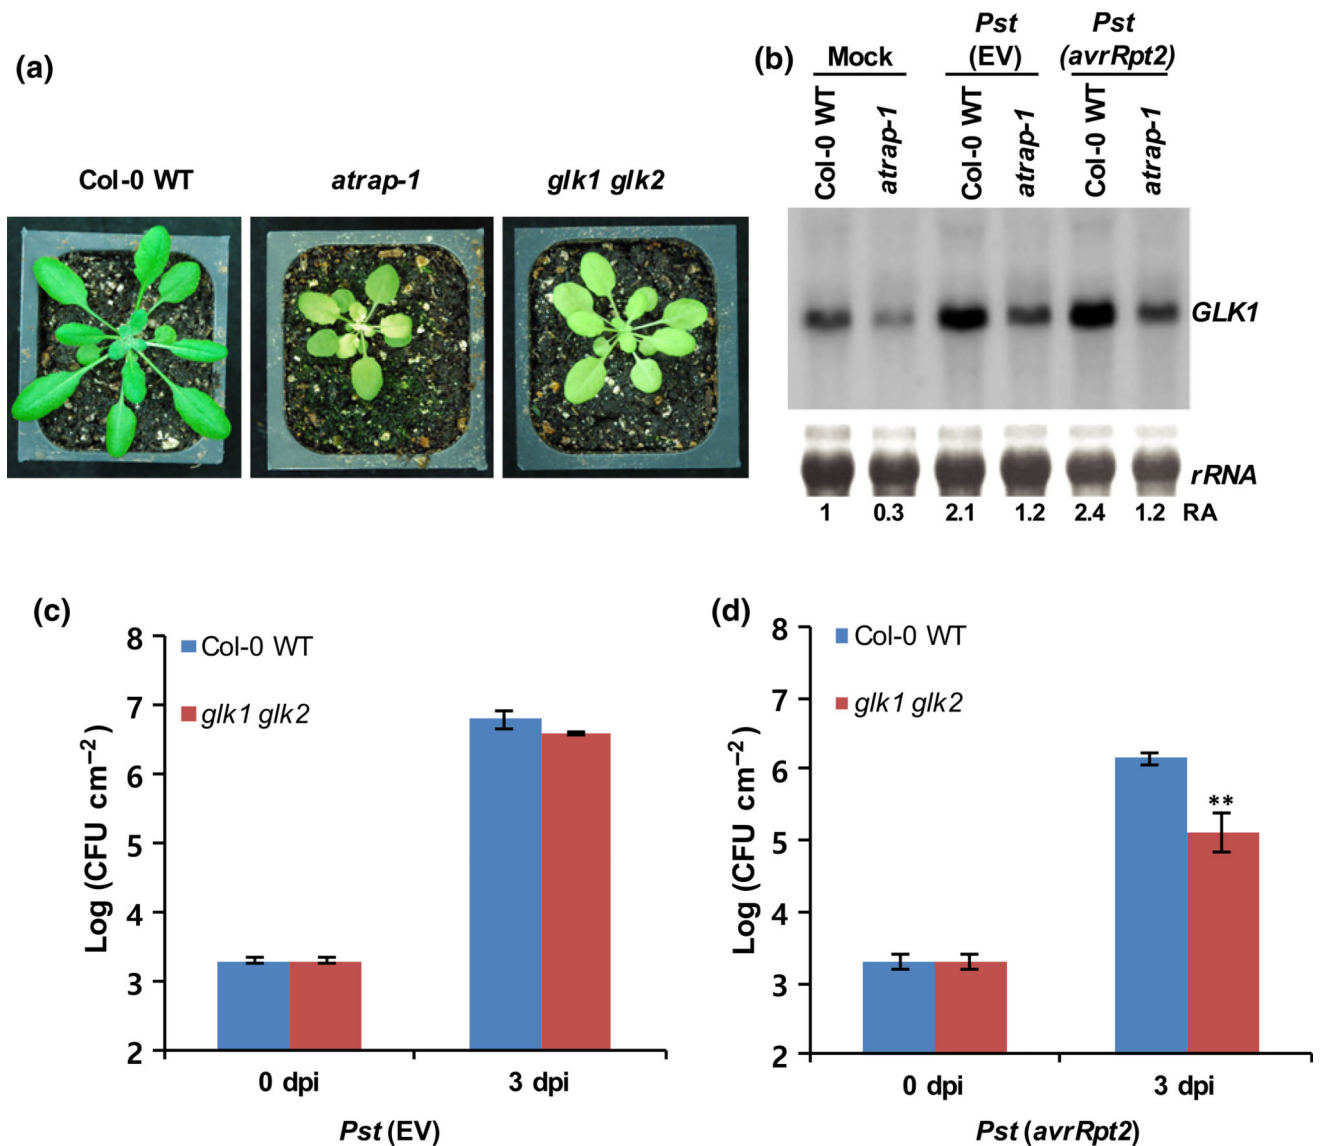 (a)
Col-0 WT
atrap-1
glk1 glk2
(b)
Mock
Pst
(EV)
Pst
(avrRpt2)
Col-0 WT
atrap-1
Col-0 WT
atrap-1
Col-0 WT
atrap-1
GLK1
rRNA
1 0.3 2.1 1.2 2.4 1.2 RA
(c)
Log (CFU cm−2)
8
7
6
5
4
3
2
Col-0 WT
glk1 glk2
0 dpi
3 dpi
Pst (EV)
(d)
Log (CFU cm−2)
8
7
6
5
4
3
2
Col-0 WT
glk1 glk2
**
0 dpi
3 dpi
Pst (avrRpt2)